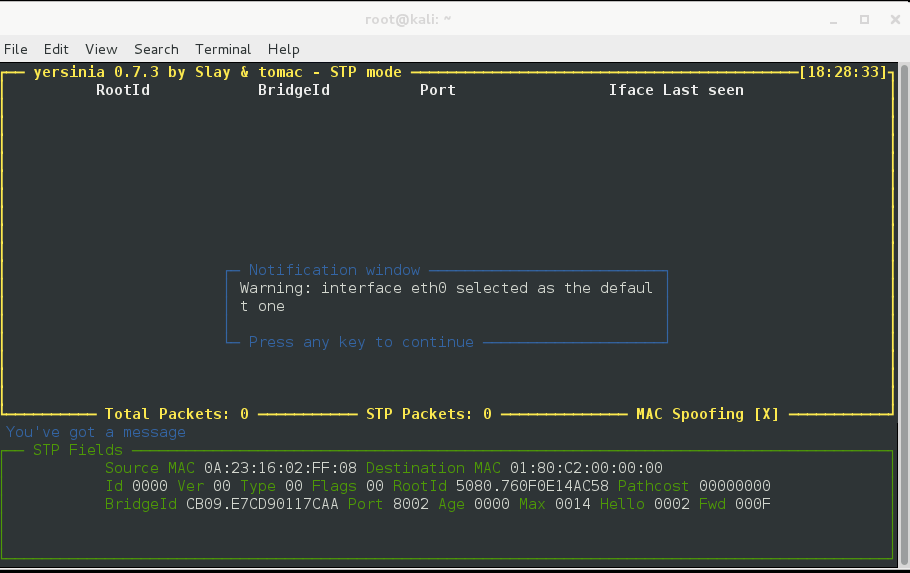 root@kali: ~
File Edit View Search Terminal Help
yersinia 0.7.3 by Slay & tomac - STP mode [18:28:33]
RootId BridgeId Port Iface Last seen
Notification window
Warning: interface eth0 selected as the defaul
t one
Press any key to continue
Total Packets: 0 STP Packets: 0 MAC Spoofing [X]
You've got a message
STP Fields
Source MAC 0A:23:16:02:FF:08 Destination MAC 01:80:C2:00:00:00
Id 0000 Ver 00 Type 00 Flags 00 RootId 5080.760F0E14AC58 Pathcost 00000000
BridgeId CB09.E7CD90117CAA Port 8002 Age 0000 Max 0014 Hello 0002 Fwd 000F